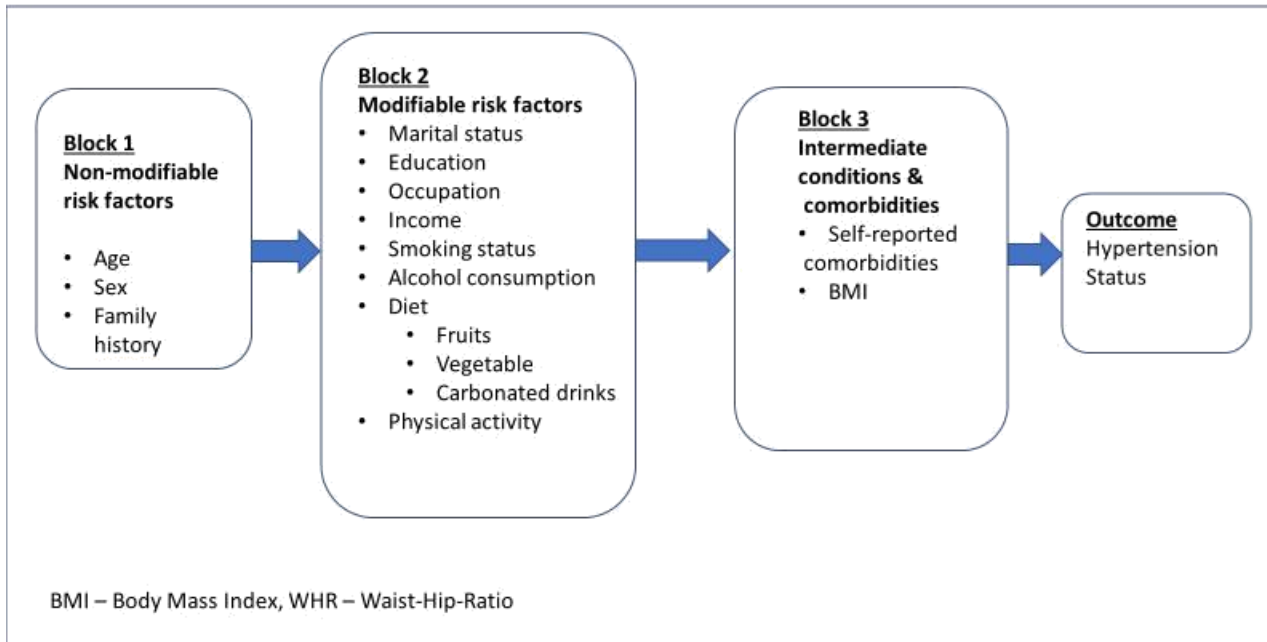 Block 1
Non-modifiable
risk factors
• Age
• Sex
• Family
history
Block 2
Modifiable risk factors
• Marital status
• Education
• Occupation
• Income
• Smoking status
• Alcohol consumption
• Diet
• Fruits
• Vegetable
• Carbonated drinks
• Physical activity
Block 3
Intermediate
conditions &
comorbidities
• Self-reported
comorbidities
• BMI
Outcome
Hypertension
Status
BMI – Body Mass Index, WHR – Waist-Hip-Ratio